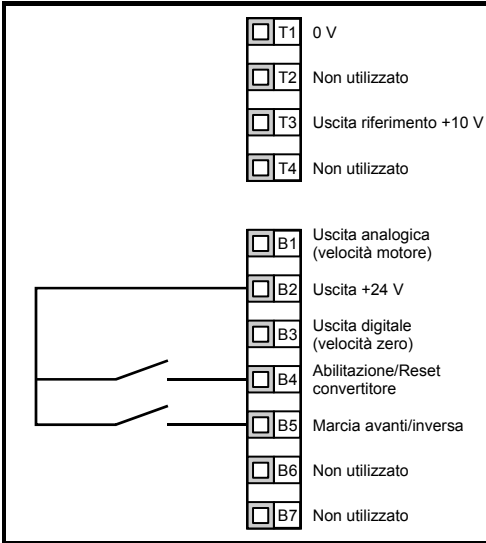 T1 0 V
T2 Non utilizzato
T3 Uscita riferimento +10 V
T4 Non utilizzato
B1 Uscita analogica
(velocità motore)
B2 Uscita +24 V
B3 Uscita digitale
(velocità zero)
B4 Abilitazione/Reset
convertitore
B5 Marcia avanti/inversa
B6 Non utilizzato
B7 Non utilizzato